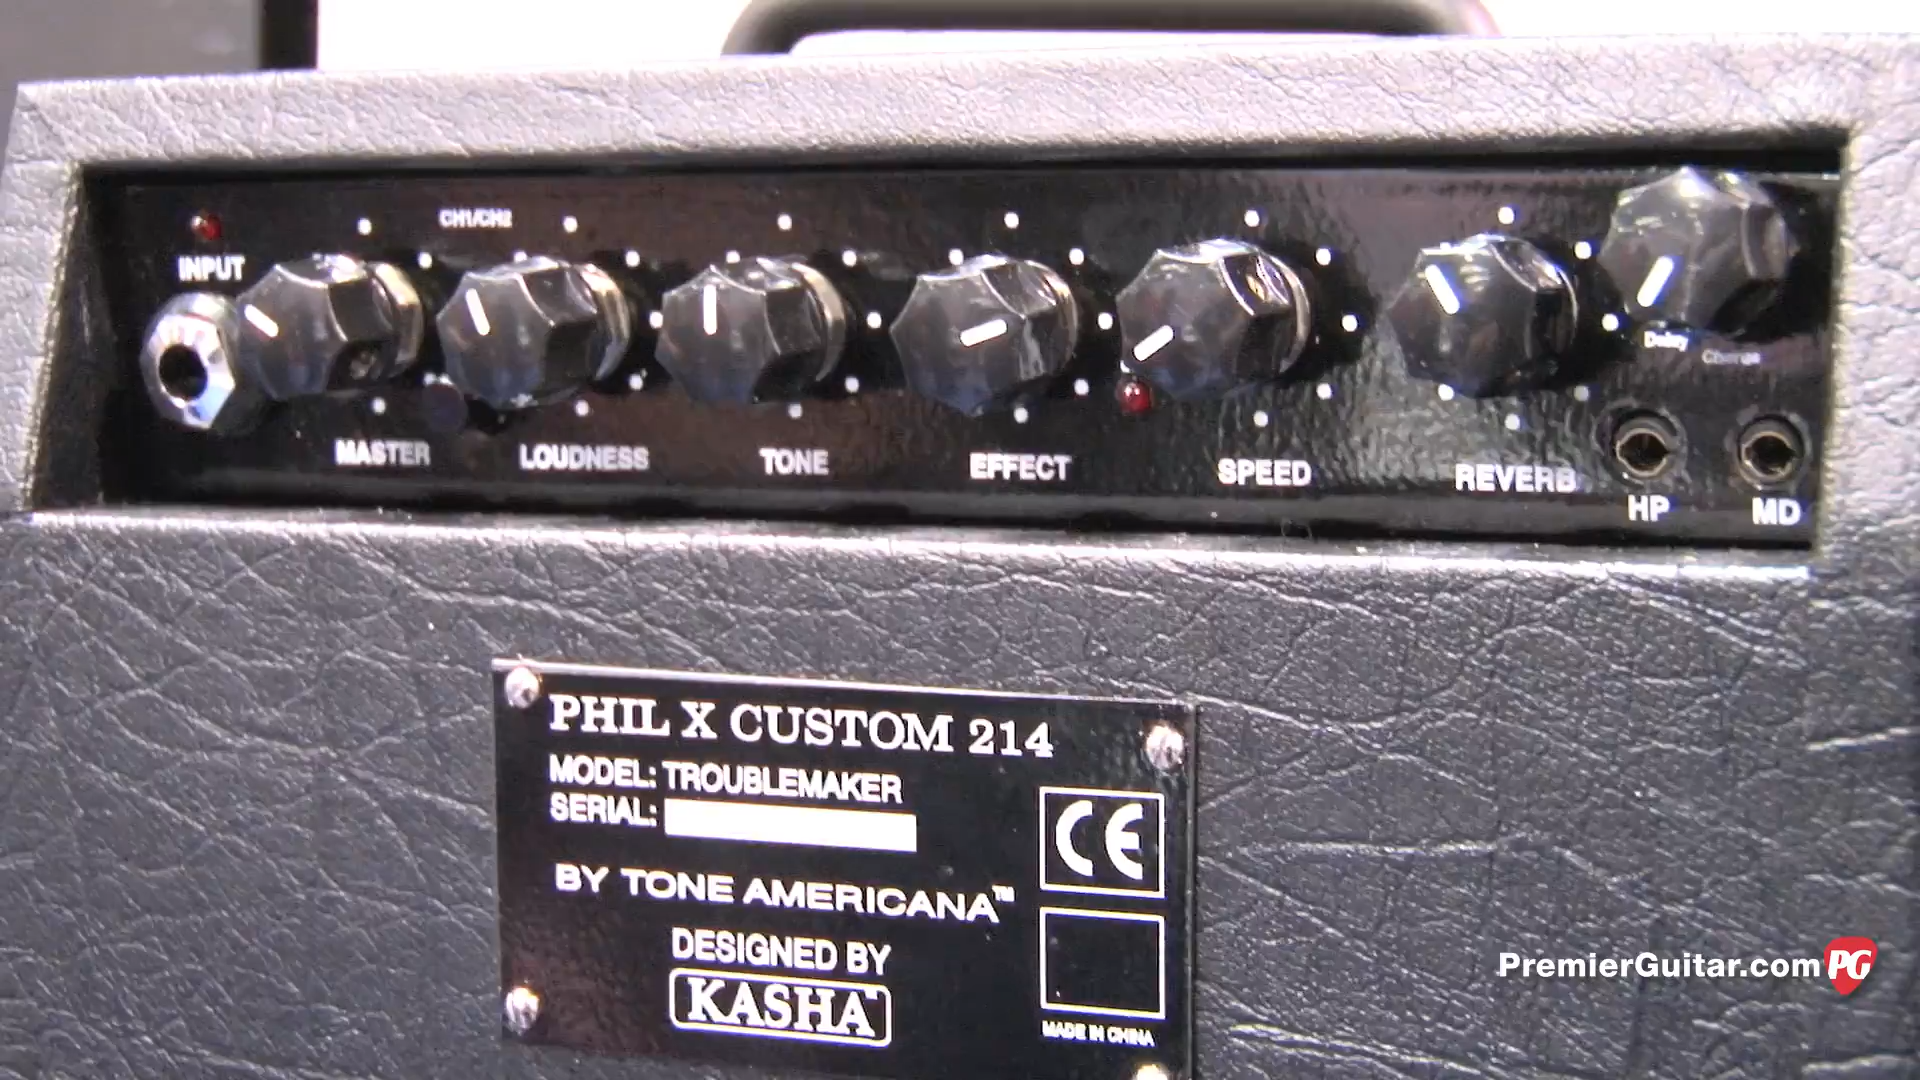 CH1/CH2
INPUT
Delay
Chorus
MASTER
LOUDNESS
TONE
EFFECT
SPEED
REVERB
HP
MD
PHIL X CUSTOM 214
MODEL: TROUBLEMAKER
SERIAL:
BY TONE AMERICANA™
DESIGNED BY
KASHA
CE
MADE IN CHINA
PremierGuitar.com PG